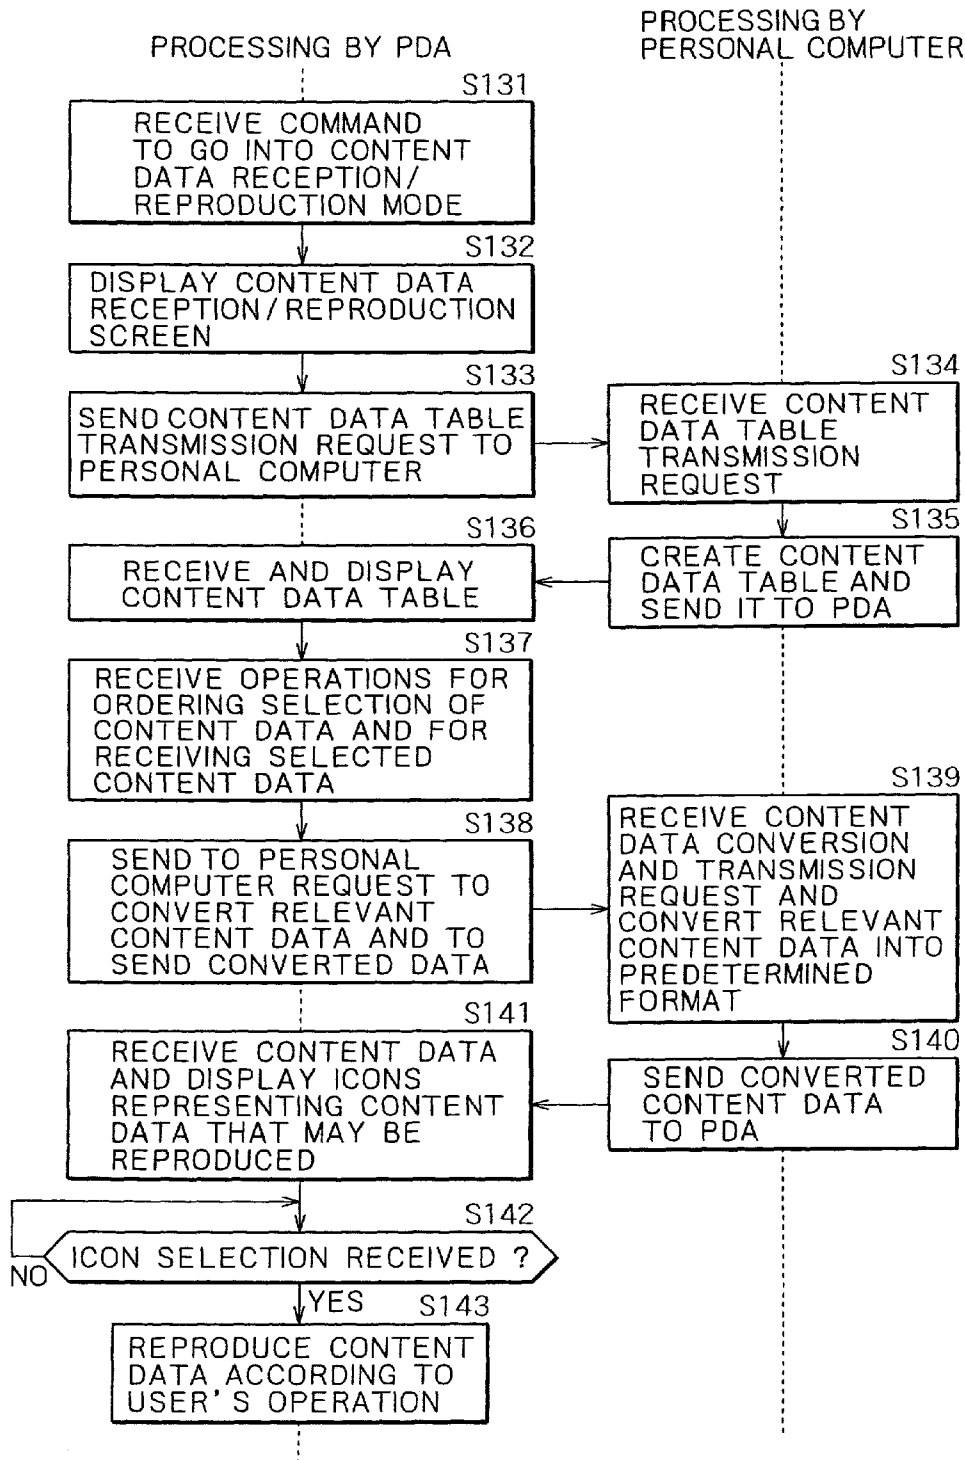 PROCESSING BY PDA
PROCESSING BY
PERSONAL COMPUTER
S131
RECEIVE COMMAND
TO GO INTO CONTENT
DATA RECEPTION/
REPRODUCTION MODE
S132
DISPLAY CONTENT DATA
RECEPTION/REPRODUCTION
SCREEN
S133
SEND CONTENT DATA TABLE
TRANSMISSION REQUEST TO
PERSONAL COMPUTER
S134
RECEIVE CONTENT
DATA TABLE
TRANSMISSION
REQUEST
S135
CREATE CONTENT
DATA TABLE AND
SEND IT TO PDA
S136
RECEIVE AND DISPLAY
CONTENT DATA TABLE
S137
RECEIVE OPERATIONS FOR
ORDERING SELECTION OF
CONTENT DATA AND FOR
RECEIVING SELECTED
CONTENT DATA
S138
SEND TO PERSONAL
COMPUTER REQUEST TO
CONVERT RELEVANT
CONTENT DATA AND TO
SEND CONVERTED DATA
S139
RECEIVE CONTENT
DATA CONVERSION
AND TRANSMISSION
REQUEST AND
CONVERT RELEVANT
CONTENT DATA INTO
PREDETERMINED
FORMAT
S140
SEND CONVERTED
CONTENT DATA
TO PDA
S141
RECEIVE CONTENT DATA
AND DISPLAY ICONS
REPRESENTING CONTENT
DATA THAT MAY BE
REPRODUCED
S142
ICON SELECTION RECEIVED ?
NO
YES
S143
REPRODUCE CONTENT
DATA ACCORDING TO
USER'S OPERATION